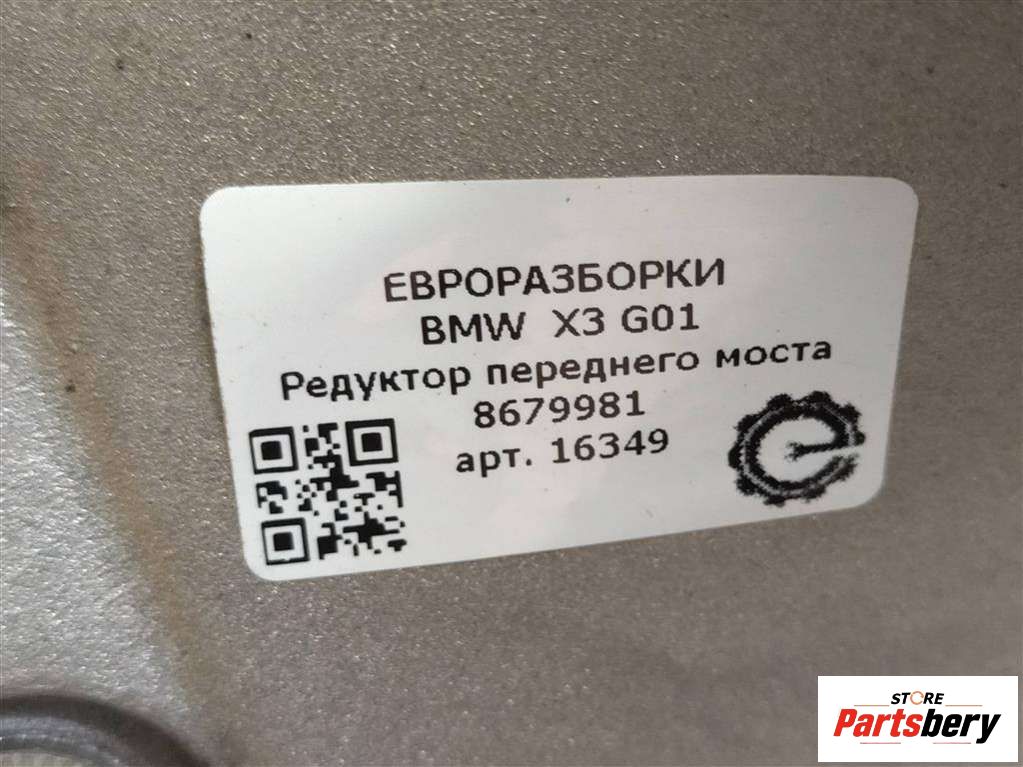 ЕВРОРАЗБОРКИ
BMW X3 G01
Редуктор переднего моста
8679981
арт. 16349
STORE
Partsbery